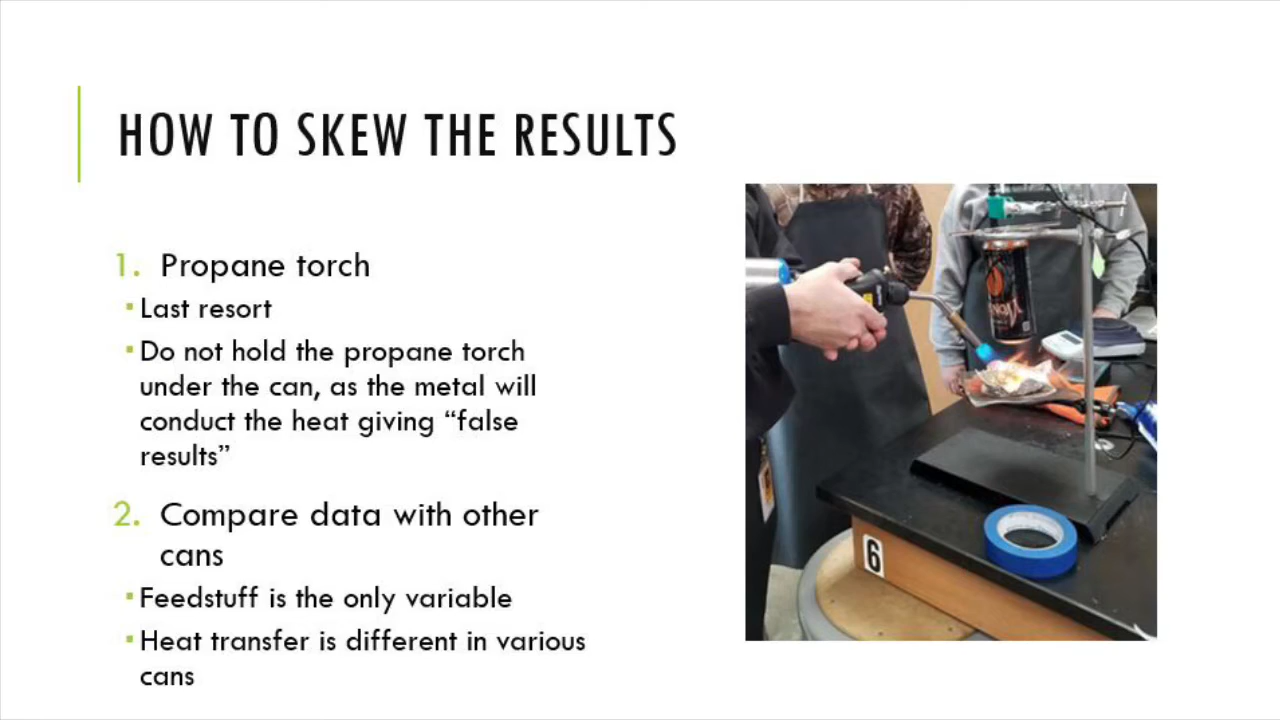 HOW TO SKEW THE RESULTS
1. Propane torch
▪ Last resort
▪ Do not hold the propane torch
under the can, as the metal will
conduct the heat giving “false
results”
2. Compare data with other
cans
▪ Feedstuff is the only variable
▪ Heat transfer is different in various
cans
6